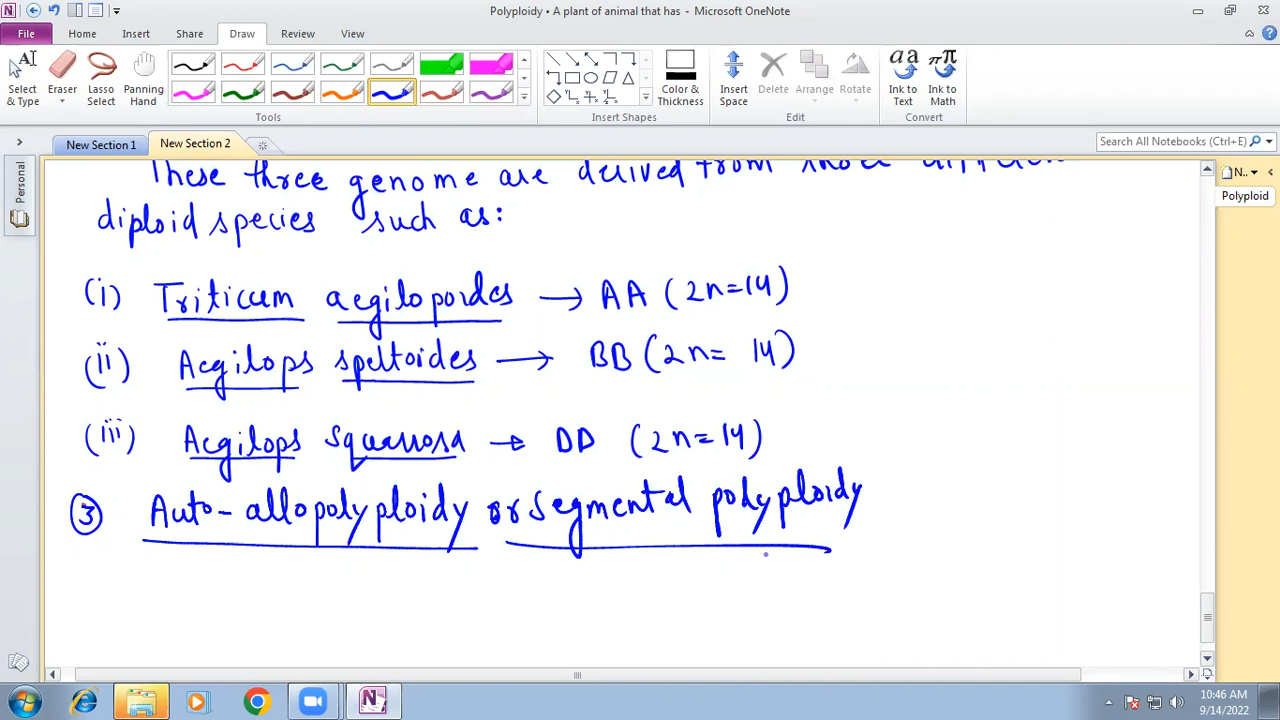 Polyploidy • A plant of animal that has - Microsoft OneNote
File Home Insert Share Draw Review View
Select & Type
Eraser
Lasso Select
Panning Hand
Tools
Insert Shapes
Color & Thickness
Insert Space
Delete
Arrange
Rotate
Edit
Ink to Text
Ink to Math
Convert
New Section 1 New Section 2
Search All Notebooks (Ctrl+E)
Personal
N..
Polyploid
These three genome are derived from
diploid species such as:
(i) Triticum aegilopordes → AA (2n=14)
(ii) Aegilops speltoides → BB (2n= 14)
(iii) Aegilops squarrosa → DD (2n=14)
③ Auto-allopolyploidy or segmental polyploidy
10:46 AM
9/14/2022